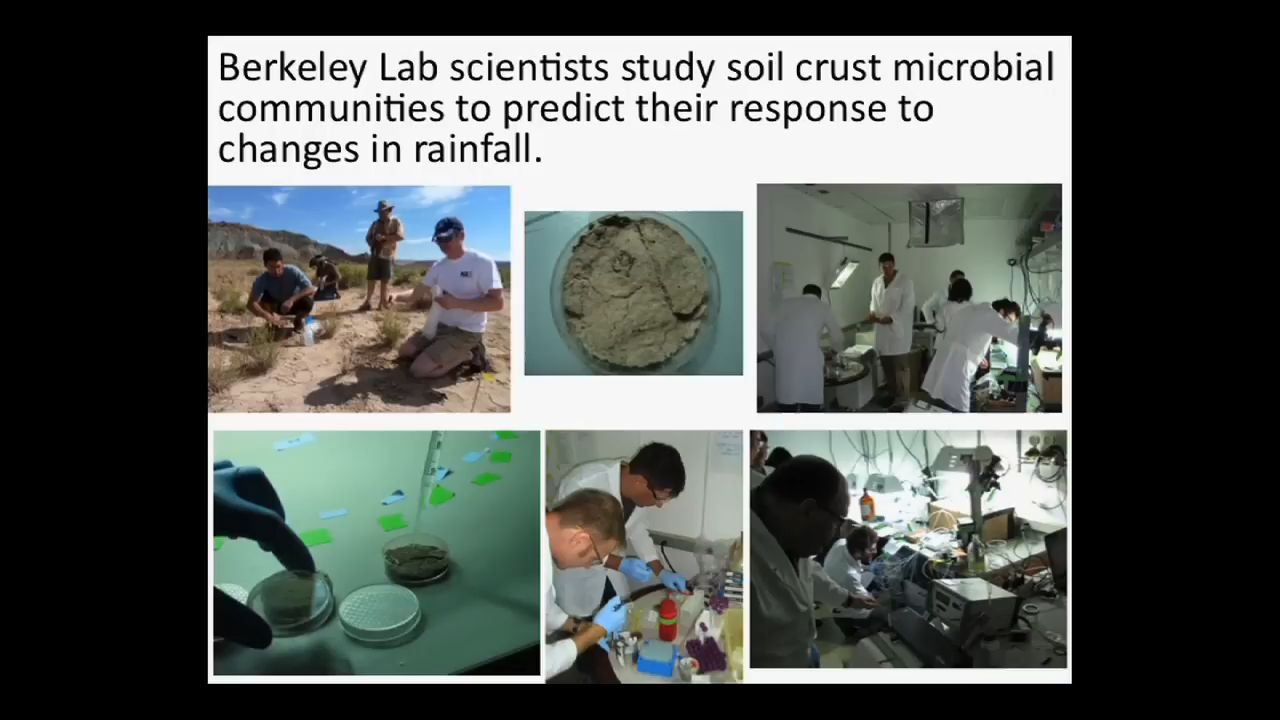 Berkeley Lab scientists study soil crust microbial
communities to predict their response to
changes in rainfall.